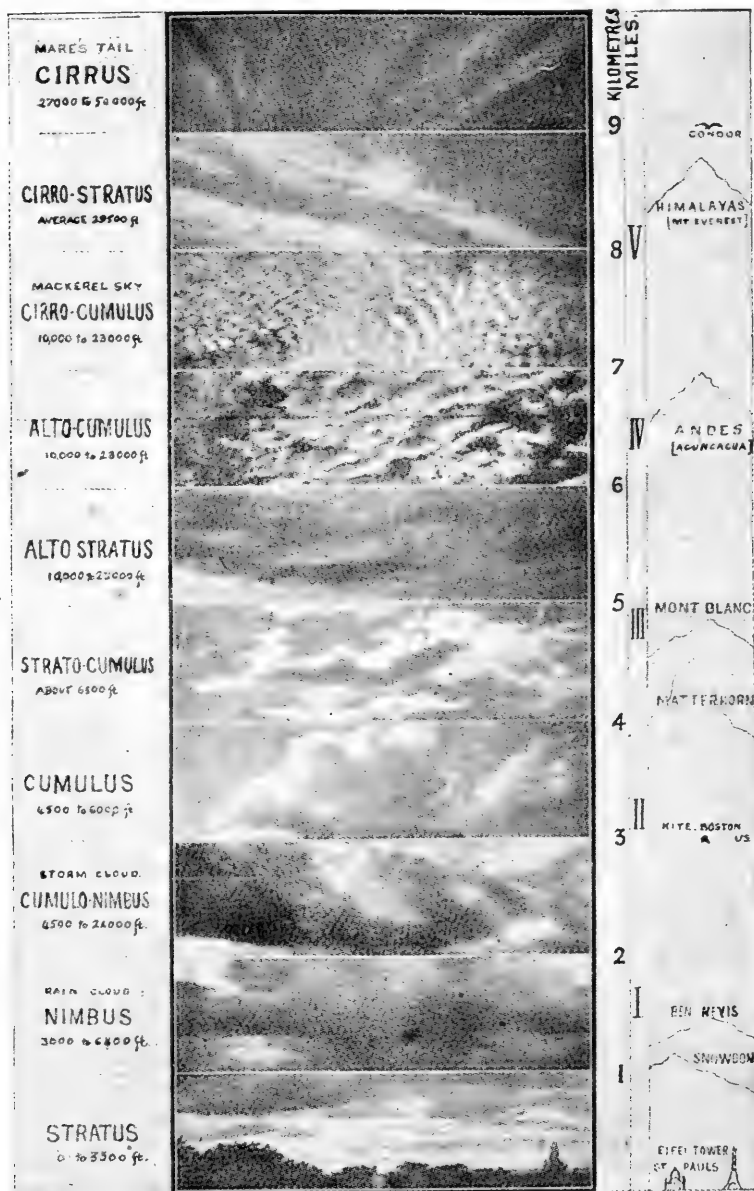 MARES TAIL
CIRRUS
27000 to 50000 ft
CIRRO-STRATUS
AVERAGE 29500 ft
MACKEREL SKY
CIRRO-CUMULUS
10,000 to 23000 ft
ALTO-CUMULUS
10,000 to 23000 ft
ALTO STRATUS
10,000 to 23000 ft
STRATO-CUMULUS
ABOUT 6500 ft
CUMULUS
4500 to 6000 ft
STORM CLOUD.
CUMULO-NIMBUS
4500 to 24000 ft.
RAIN CLOUD
NIMBUS
3000 to 6400 ft.
STRATUS
0 to 3500 ft.
KILOMETRES
MILES.
9
8
7
6
5
4
3
2
1
V
IV
III
II
I
CONDOR
HIMALAYAS
[MT EVEREST]
ANDES
[ACONCAGUA]
MONT BLANC
MATTERHORN
KITE. BOSTON
US
BEN NEVIS
SNOWDON
EIFEL TOWER &
ST PAULS